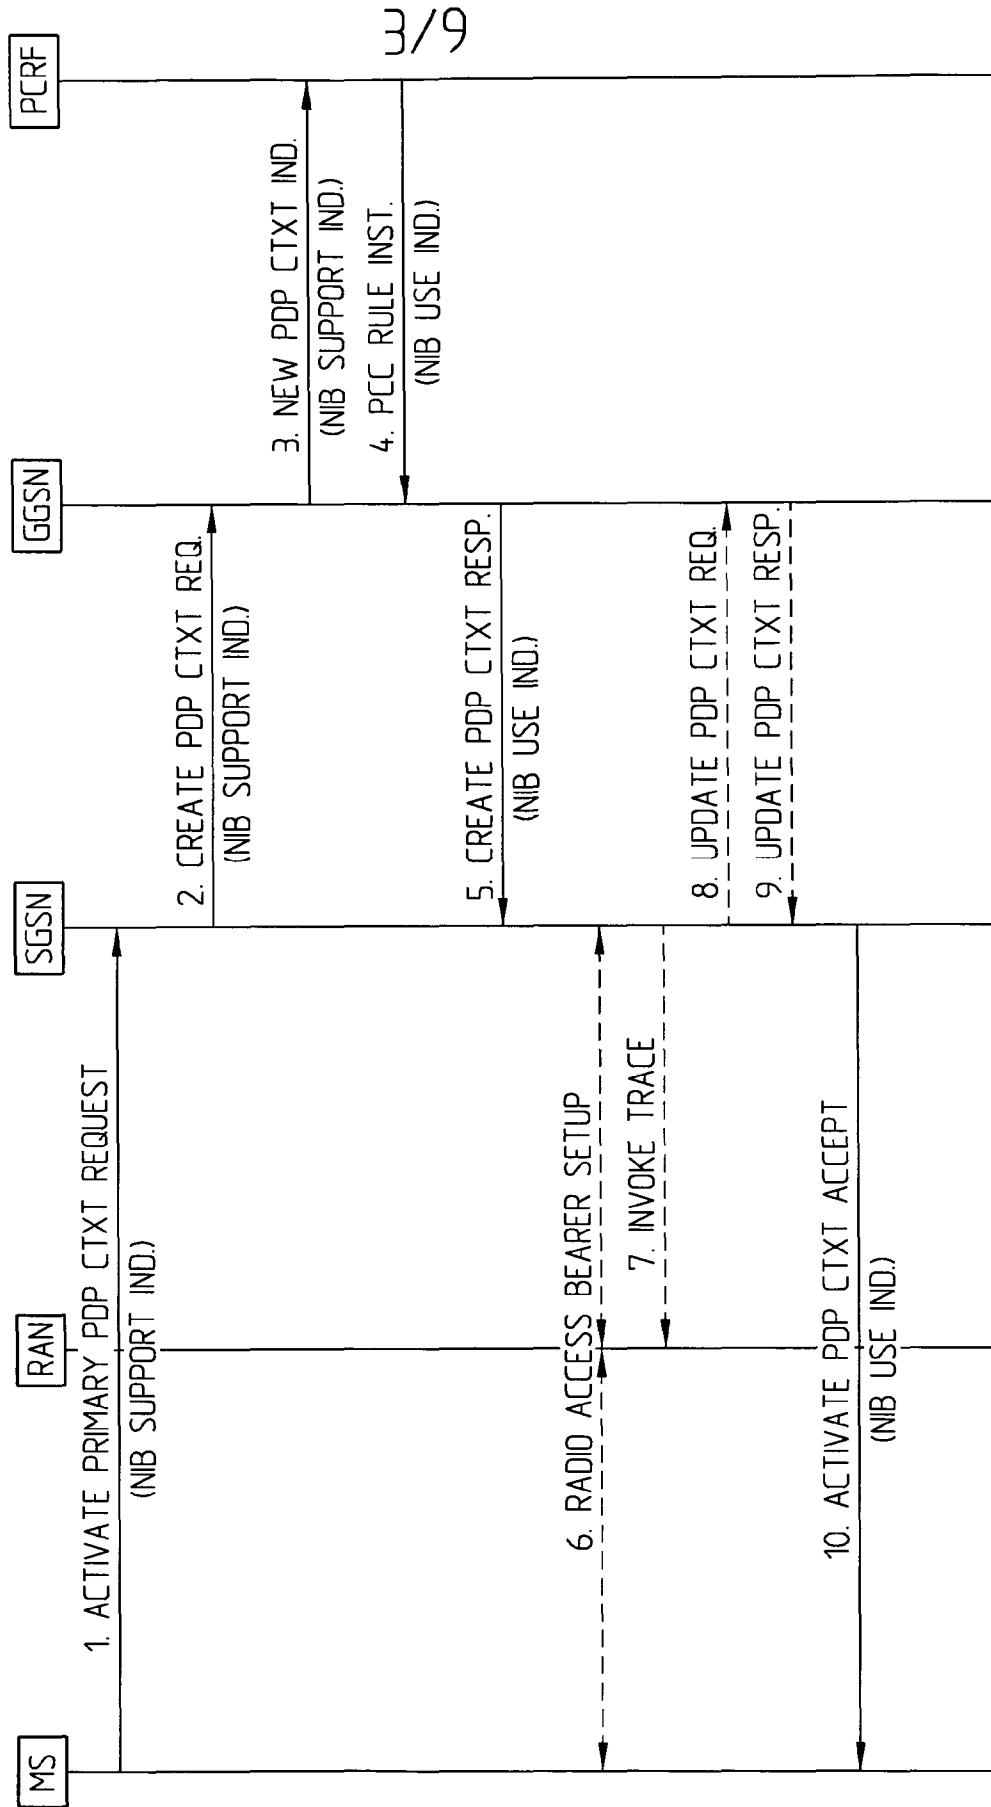 3/9
MS
RAN
SGSN
GGSN
PCRF
1. ACTIVATE PRIMARY PDP CTXT REQUEST
(NIB SUPPORT IND.)
2. CREATE PDP CTXT REQ.
(NIB SUPPORT IND.)
3. NEW PDP CTXT IND.
(NIB SUPPORT IND.)
4. PCC RULE INST.
(NIB USE IND.)
5. CREATE PDP CTXT RESP.
(NIB USE IND.)
6. RADIO ACCESS BEARER SETUP
7. INVOKE TRACE
8. UPDATE PDP CTXT REQ.
9. UPDATE PDP CTXT RESP.
10. ACTIVATE PDP CTXT ACCEPT
(NIB USE IND.)